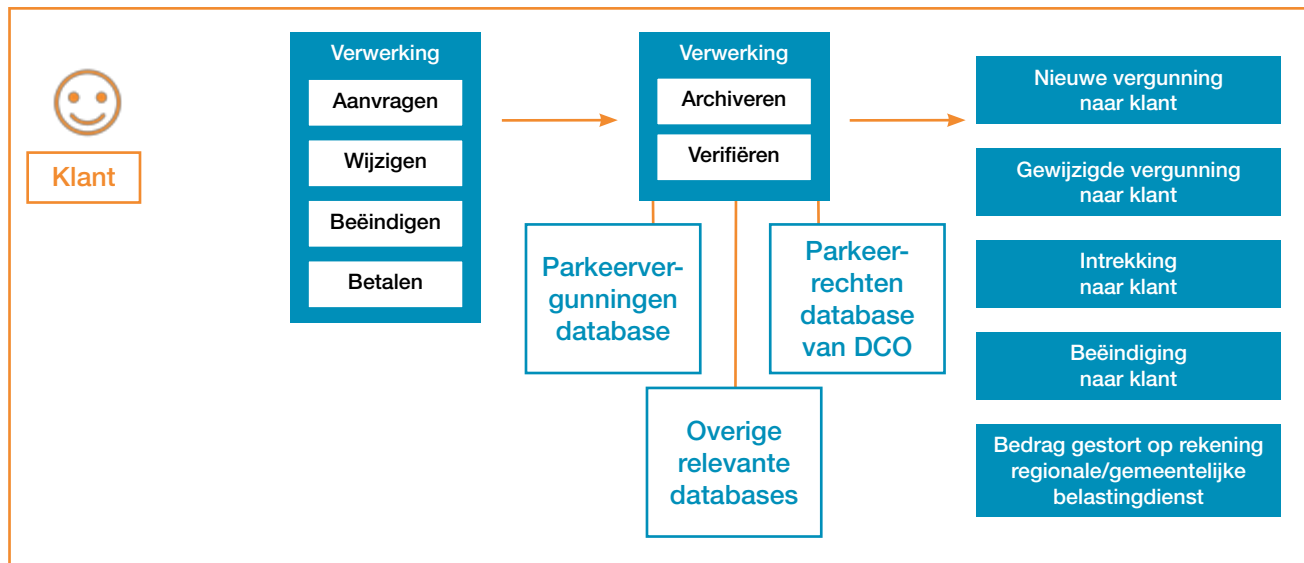 Klant
Verwerking
Aanvragen
Wijzigen
Beëindigen
Betalen
Verwerking
Archiveren
Verifiëren
Parkeerver-
gunningen
database
Overige
relevante
databases
Parkeer-
rechten
database
van DCO
Nieuwe vergunning
naar klant
Gewijzigde vergunning
naar klant
Intrekking
naar klant
Beëindiging
naar klant
Bedrag gestort op rekening
regionale/gemeentelijke
belastingdienst